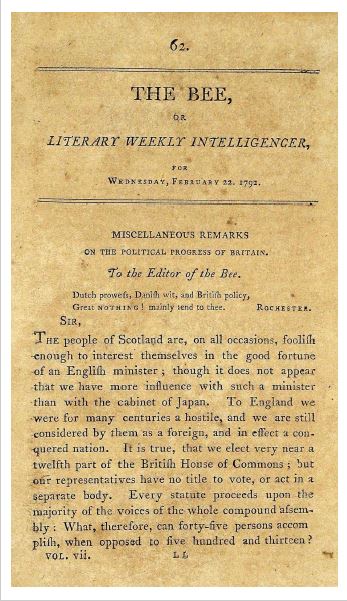 62.
THE BEE,
OR
LITERARY WEEKLY INTELLIGENCER,
FOR
WEDNESDAY, FEBRUARY 22. 1792.
MISCELLANEOUS REMARKS
ON THE POLITICAL PROGRESS OF BRITAIN.
To the Editor of the Bee.
Dutch proweſs, Daniſh wit, and Britiſh policy,
Great NOTHING! mainly tend to thee. ROCHESTER.
SIR,
THE people of Scotland are, on all occasions, fooliſh
enough to interest themselves in the good fortune
of an Engliſh minister; though it does not appear
that we have more influence with such a minister
than with the cabinet of Japan. To England we
were for many centuries a hostile, and we are still
considered by them as a foreign, and in effect a con-
quered nation. It is true, that we elect very near a
twelfth part of the Britiſh House of Commons; but
our representatives have no title to vote, or act in a
separate body. Every statute proceeds upon the
majority of the voices of the whole compound aſsem-
bly: What, therefore, can forty-five persons accom
pliſh, when opposed to five hundred and thirteen?
VOL. vii. L L